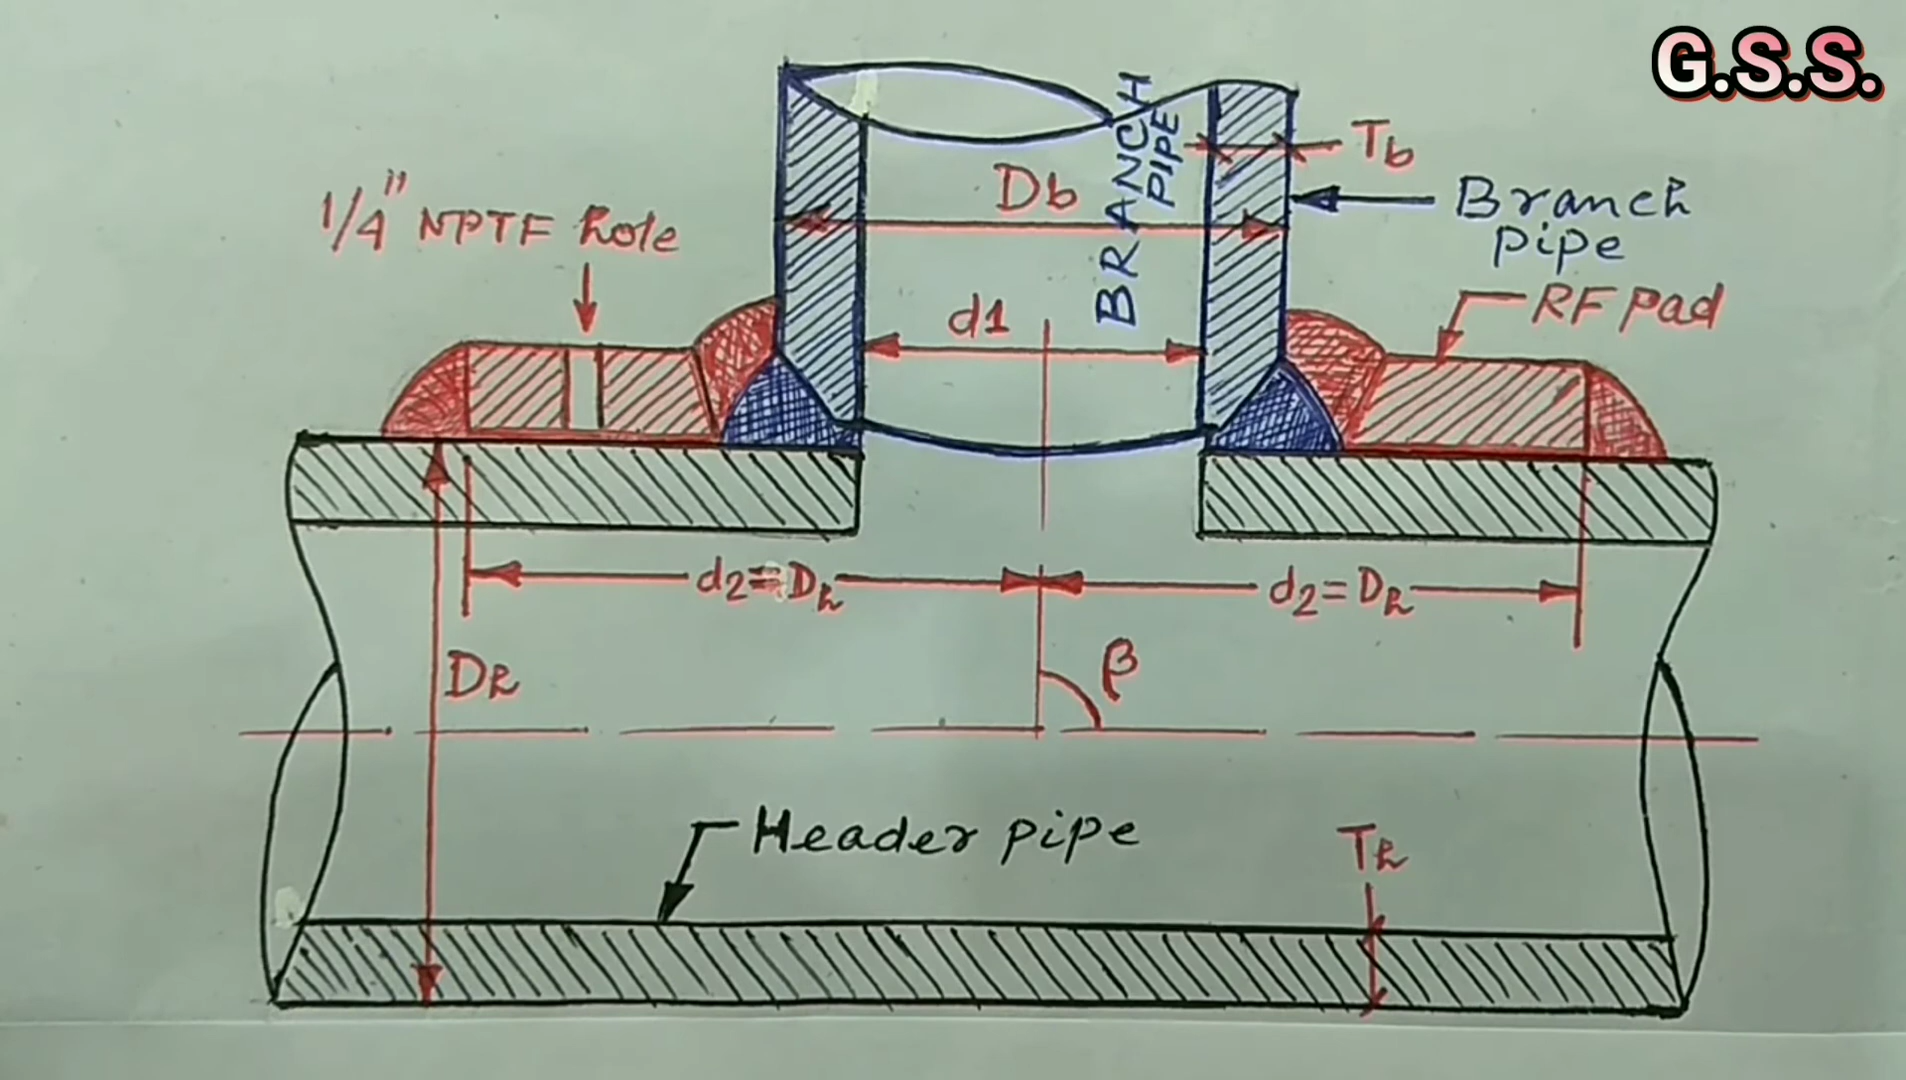 G.S.S.
Tb
Db
BRANCH
PIPE
Branch
pipe
1/4" NPTF hole
RF pad
d1
d2=Dh
d2=Dh
Dh
β
Header pipe
Th